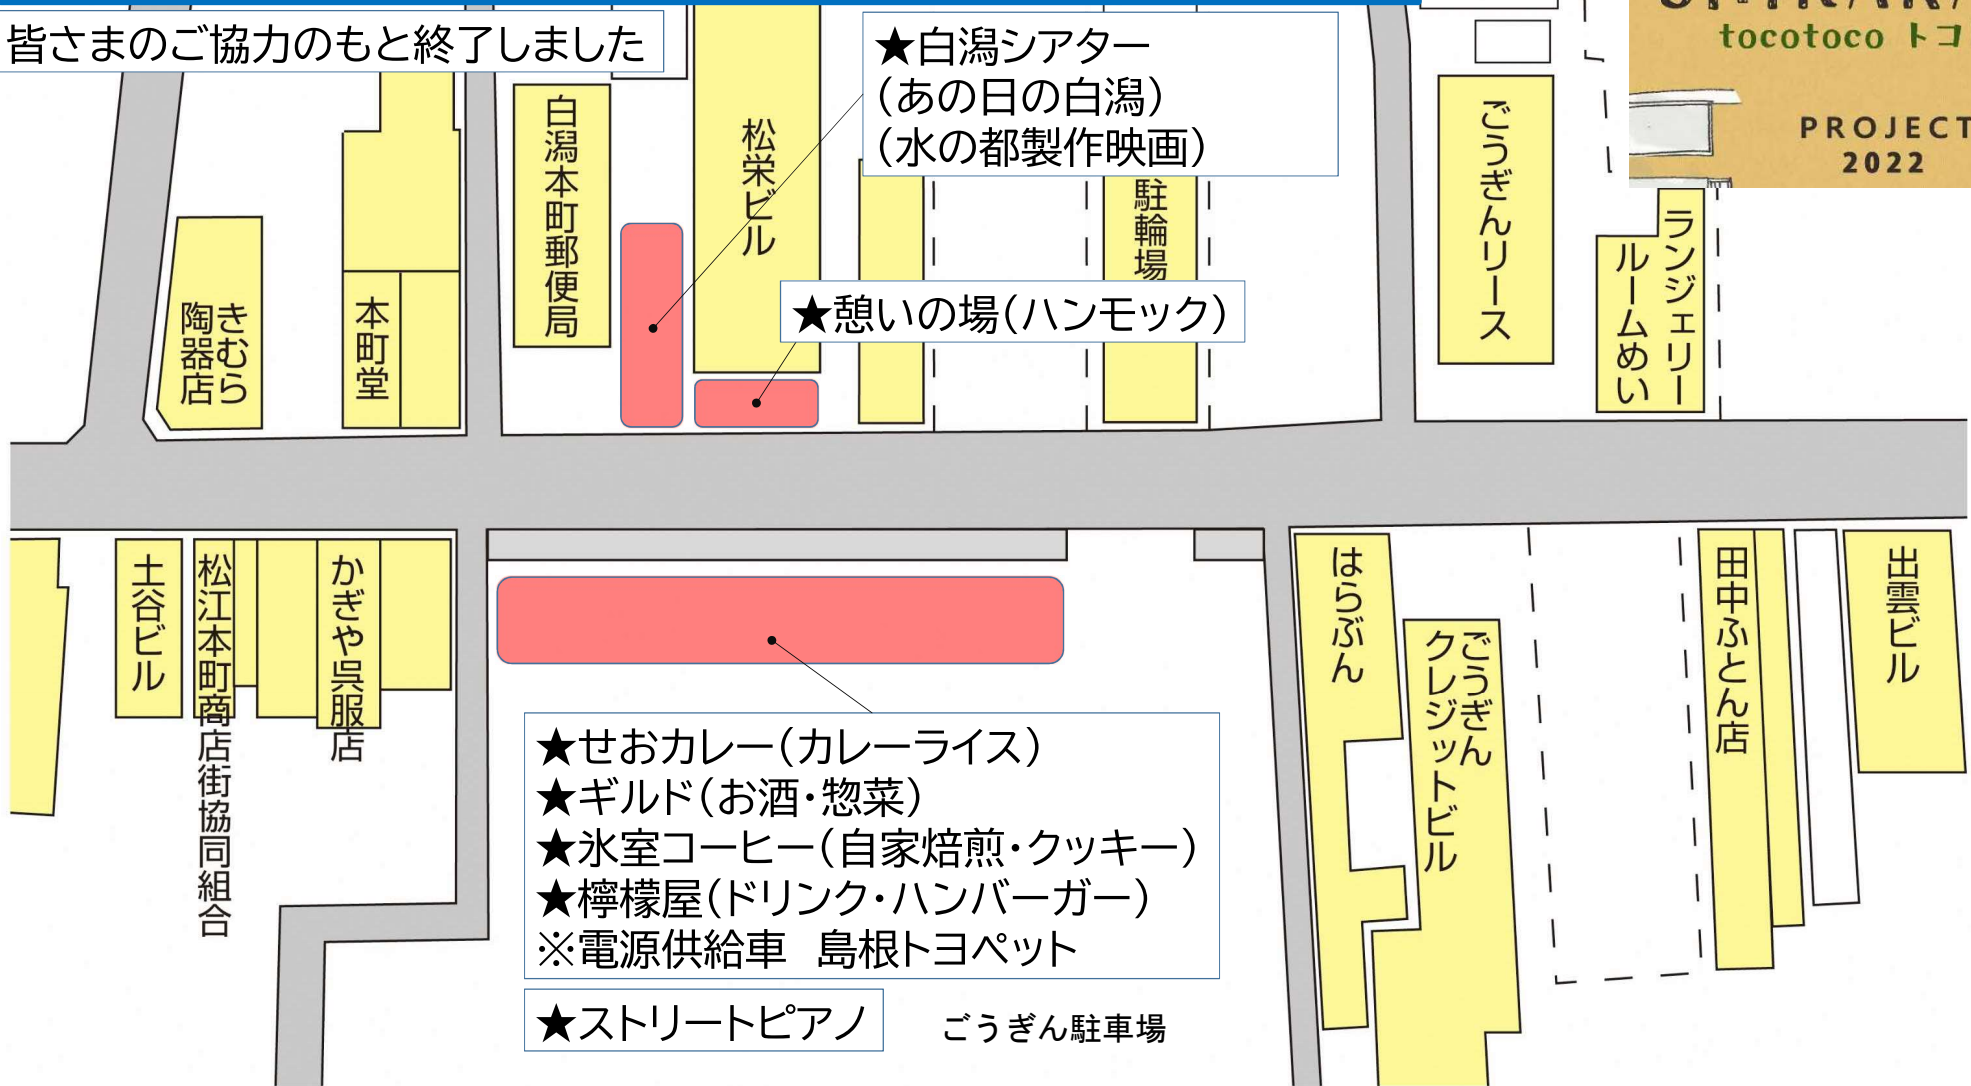 皆さまのご協力のもと終了しました
★白潟シアター
(あの日の白潟)
(水の都製作映画)
tocotoco トコ
PROJECT
2022
白潟本町郵便局
松栄ビル
駐輪場
ごうぎんリース
ランジェリー
ルームめい
きむら
陶器店
本町堂
★憩いの場(ハンモック)
土谷ビル
松江本町商店街協同組合
かぎや呉服店
はらぶん
ごうぎん
クレジットビル
田中ふとん店
出雲ビル
★せおカレー(カレーライス)
★ギルド(お酒・惣菜)
★氷室コーヒー(自家焙煎・クッキー)
★檸檬屋(ドリンク・ハンバーガー)
※電源供給車　島根トヨペット
★ストリートピアノ
ごうぎん駐車場